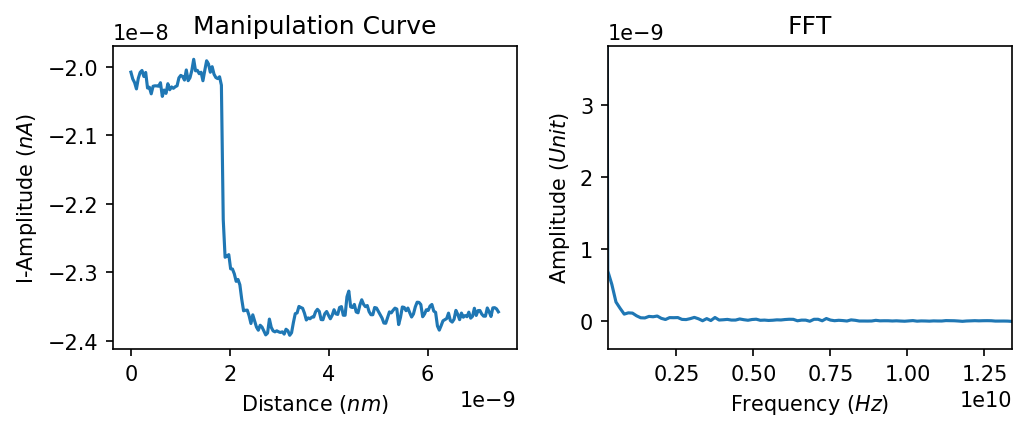 Manipulation Curve
1e−8
−2.0
−2.1
−2.2
−2.3
−2.4
I-Amplitude (nA)
0
2
4
6
Distance (nm)
1e−9
FFT
1e−9
3
2
1
0
Amplitude (Unit)
0.25
0.50
0.75
1.00
1.25
Frequency (Hz)
1e10